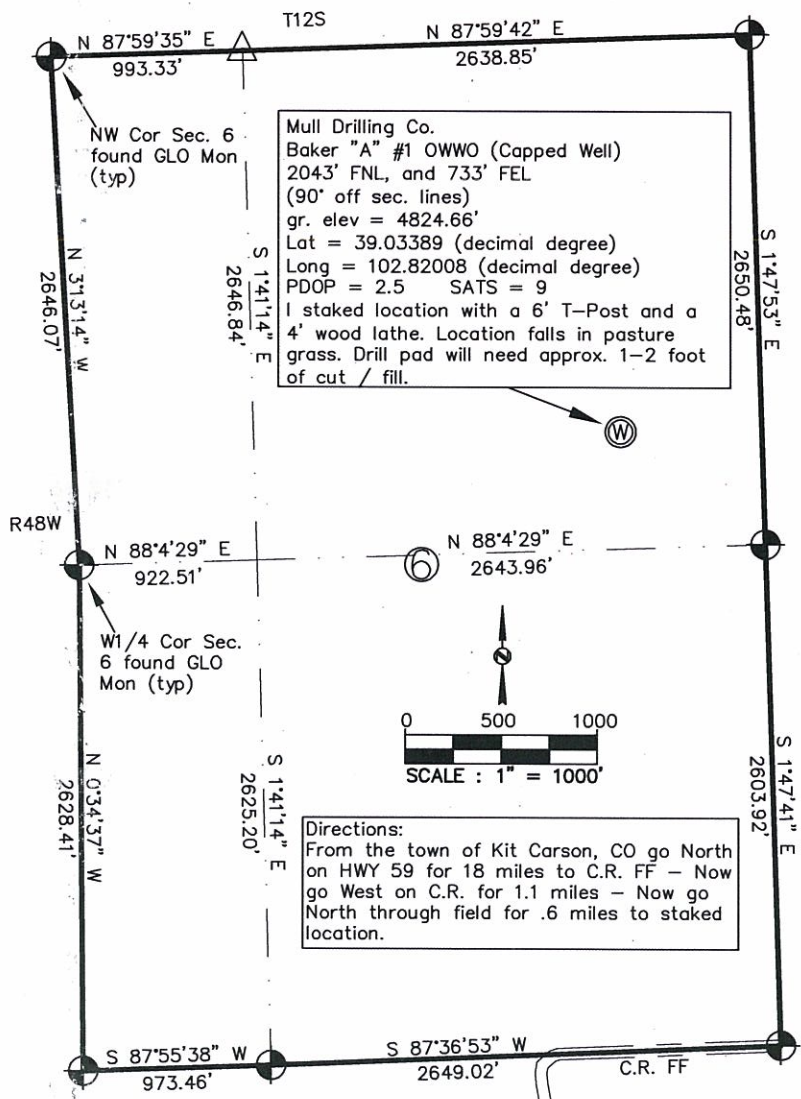 T12S
N 87°59'35" E
993.33'
N 87°59'42" E
2638.85'
NW Cor Sec. 6
found GLO Mon
(typ)
Mull Drilling Co.
Baker "A" #1 OWWO (Capped Well)
2043' FNL, and 733' FEL
(90° off sec. lines)
gr. elev = 4824.66'
Lat = 39.03389 (decimal degree)
Long = 102.82008 (decimal degree)
PDOP = 2.5 SATS = 9
I staked location with a 6' T-Post and a
4' wood lathe. Location falls in pasture
grass. Drill pad will need approx. 1-2 foot
of cut / fill.
N 3°13'14" W
2646.07'
S 1°41'14" E
2646.84'
S 1°47'53" E
2650.48'
W
R48W
N 88°4'29" E
922.51'
6
N 88°4'29" E
2643.96'
W1/4 Cor Sec.
6 found GLO
Mon (typ)
N
0 500 1000
SCALE : 1" = 1000'
N 0°34'37" W
2628.41'
S 1°41'14" E
2625.20'
S 1°47'41" E
2603.92'
Directions:
From the town of Kit Carson, CO go North
on HWY 59 for 18 miles to C.R. FF - Now
go West on C.R. for 1.1 miles - Now go
North through field for .6 miles to staked
location.
S 87°55'38" W
973.46'
S 87°36'53" W
2649.02'
C.R. FF